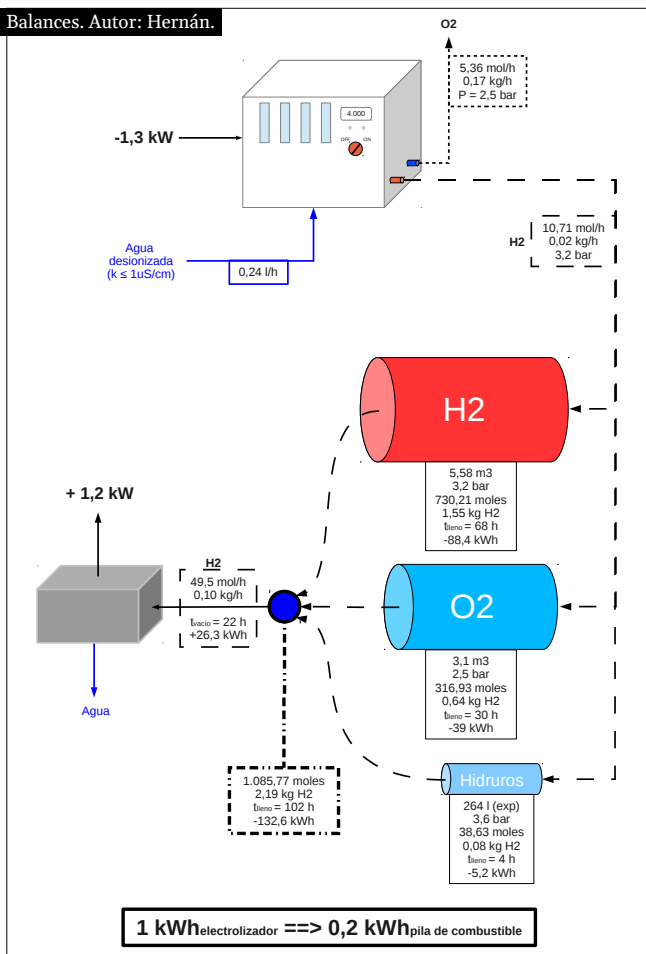 Balances. Autor: Hernán.
O2
5,36 mol/h
0,17 kg/h
P = 2,5 bar
4.000
OFF
ON
-1,3 kW
Agua
desionizada
(k ≤ 1uS/cm)
0,24 l/h
H2
10,71 mol/h
0,02 kg/h
3,2 bar
H2
5,58 m3
3,2 bar
730,21 moles
1,55 kg H2
tlleno = 68 h
-88,4 kWh
+ 1,2 kW
H2
49,5 mol/h
0,10 kg/h
tvacío = 22 h
+26,3 kWh
Agua
O2
3,1 m3
2,5 bar
316,93 moles
0,64 kg H2
tlleno = 30 h
-39 kWh
1.085,77 moles
2,19 kg H2
tlleno = 102 h
-132,6 kWh
Hidruros
264 l (exp)
3,6 bar
38,63 moles
0,08 kg H2
tlleno = 4 h
-5,2 kWh
1 kWhelectrolizador ==> 0,2 kWhpila de combustible